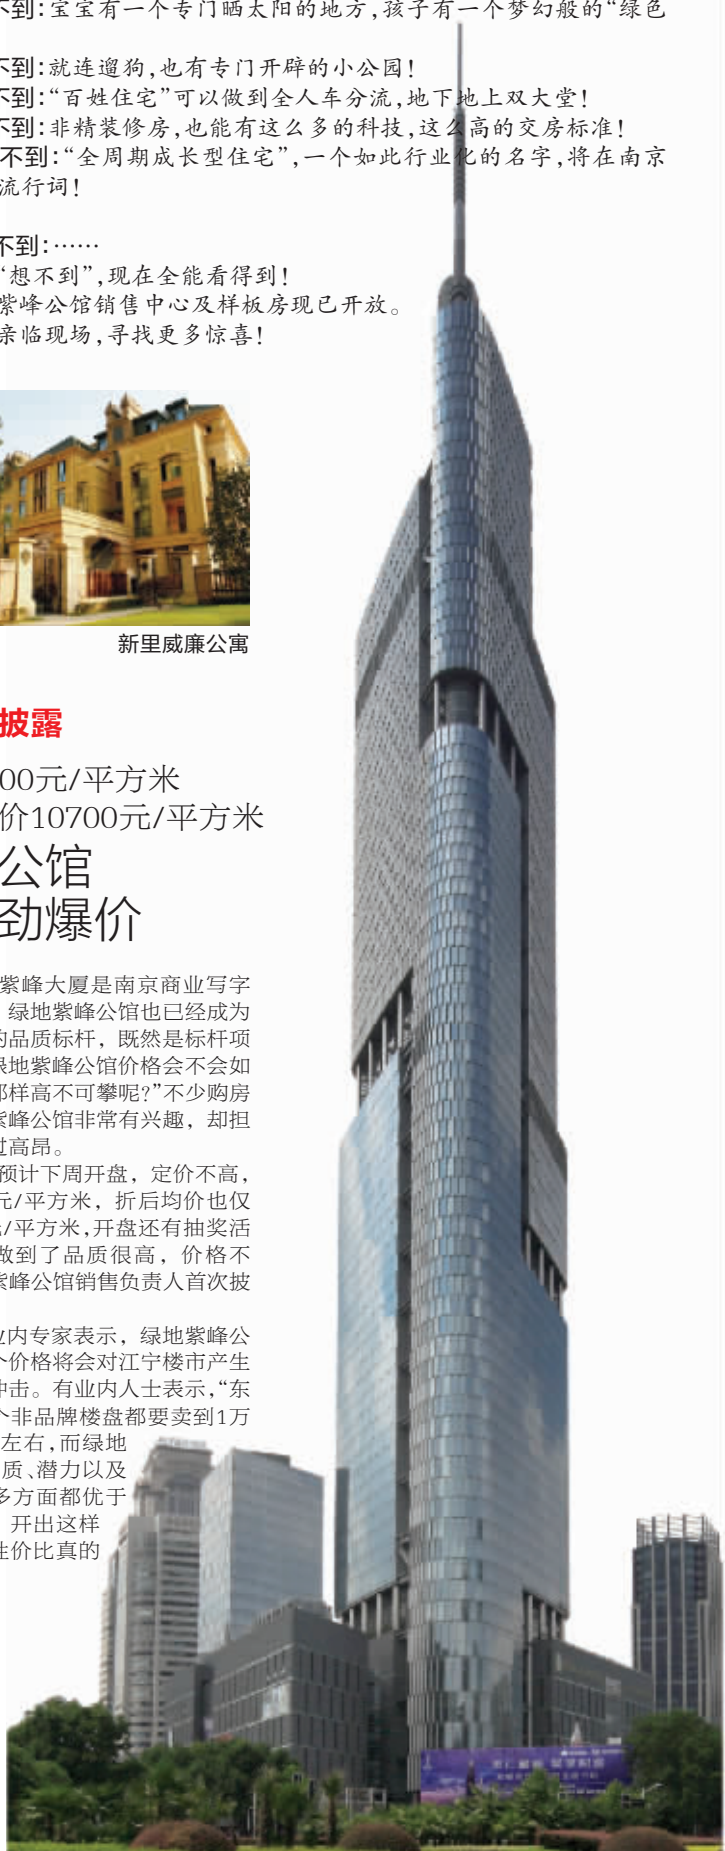 不到：宝宝有一个专门晒太阳的地方，孩子有一个梦幻般的“绿色
不到：就连遛狗，也有专门开辟的小公园！
不到：“百姓住宅”可以做到全人车分流，地下地上双大堂！
不到：非精装修房，也能有这么多的科技，这么高的交房标准！
不到：“全周期成长型住宅”，一个如此行业化的名字，将在南京
流行词！
不到：……
“想不到”，现在全能看得到！
紫峰公馆销售中心及样板房现已开放。
亲临现场，寻找更多惊喜！
新里威廉公寓
披露
00元/平方米
价10700元/平方米
公馆
劲爆价
紫峰大厦是南京商业写字
绿地紫峰公馆也已经成为
的品质标杆，既然是标杆项
绿地紫峰公馆价格会不会如
那样高不可攀呢？”不少购房
紫峰公馆非常有兴趣，却担
过高昂。
预计下周开盘，定价不高，
元/平方米，折后均价也仅
元/平方米，开盘还有抽奖活
做到了品质很高，价格不
紫峰公馆销售负责人首次披
业内专家表示，绿地紫峰公
个价格将会对江宁楼市产生
冲击。有业内人士表示，“东
个非品牌楼盘都要卖到1万
左右，而绿地
质、潜力以及
多方面都优于
开出这样
性价比真的